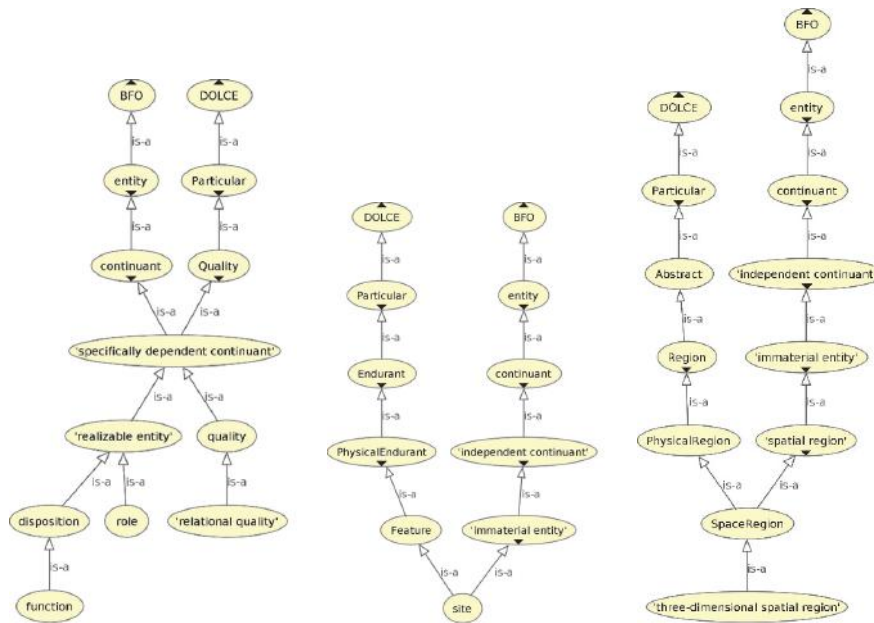 BFO
DOLCE
is-a
is-a
entity
Particular
is-a
is-a
continuant
Quality
is-a
is-a
'specifically dependent continuant'
is-a
is-a
'realizable entity'
quality
is-a
is-a
is-a
disposition
role
'relational quality'
is-a
function
DOLCE
BFO
is-a
is-a
Particular
entity
is-a
is-a
Endurant
continuant
is-a
is-a
PhysicalEndurant
'independent continuant'
is-a
is-a
Feature
'immaterial entity'
is-a
is-a
site
BFO
is-a
DOLCE
entity
is-a
is-a
Particular
continuant
is-a
is-a
Abstract
'independent continuant'
is-a
is-a
Region
'immaterial entity'
is-a
is-a
PhysicalRegion
'spatial region'
is-a
is-a
SpaceRegion
is-a
'three-dimensional spatial region'